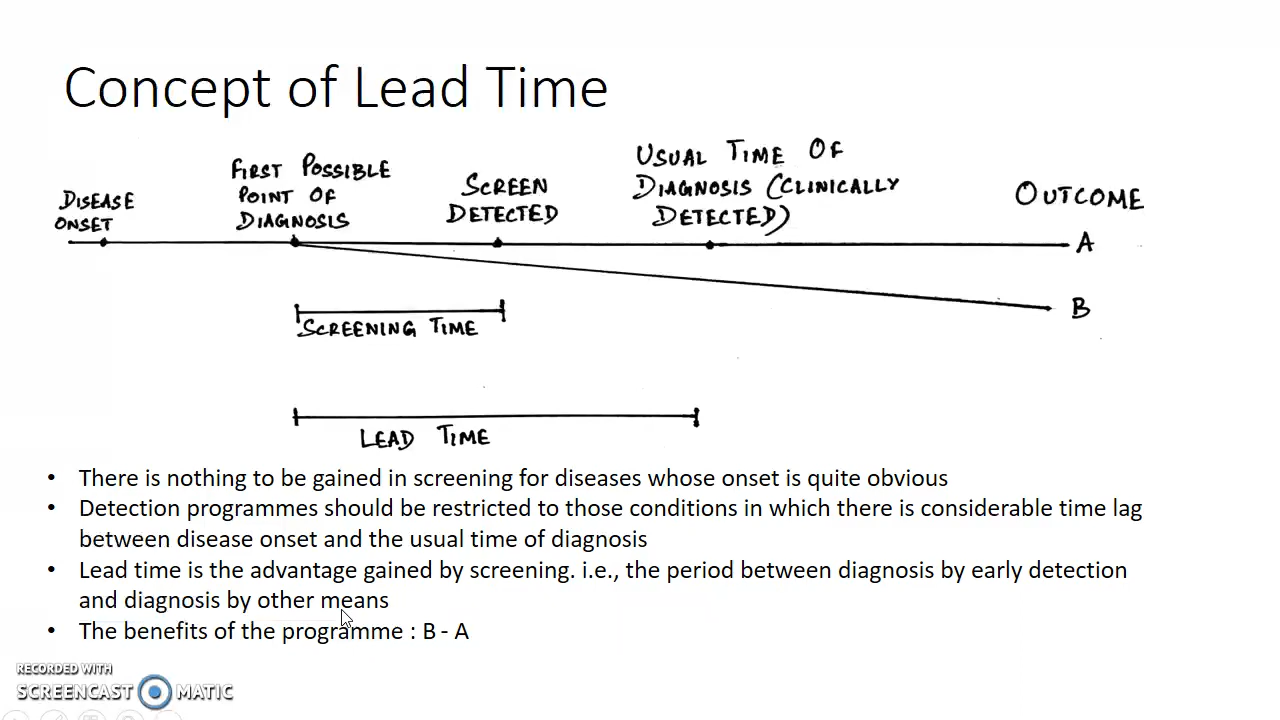 Concept of Lead Time
DISEASE
ONSET
FIRST POSSIBLE
POINT OF
DIAGNOSIS
SCREEN
DETECTED
USUAL TIME OF
DIAGNOSIS (CLINICALLY
DETECTED)
OUTCOME
A
B
SCREENING TIME
LEAD TIME
• There is nothing to be gained in screening for diseases whose onset is quite obvious
• Detection programmes should be restricted to those conditions in which there is considerable time lag
between disease onset and the usual time of diagnosis
• Lead time is the advantage gained by screening. i.e., the period between diagnosis by early detection
and diagnosis by other means
• The benefits of the programme : B - A
RECORDED WITH
SCREENCAST MATIC